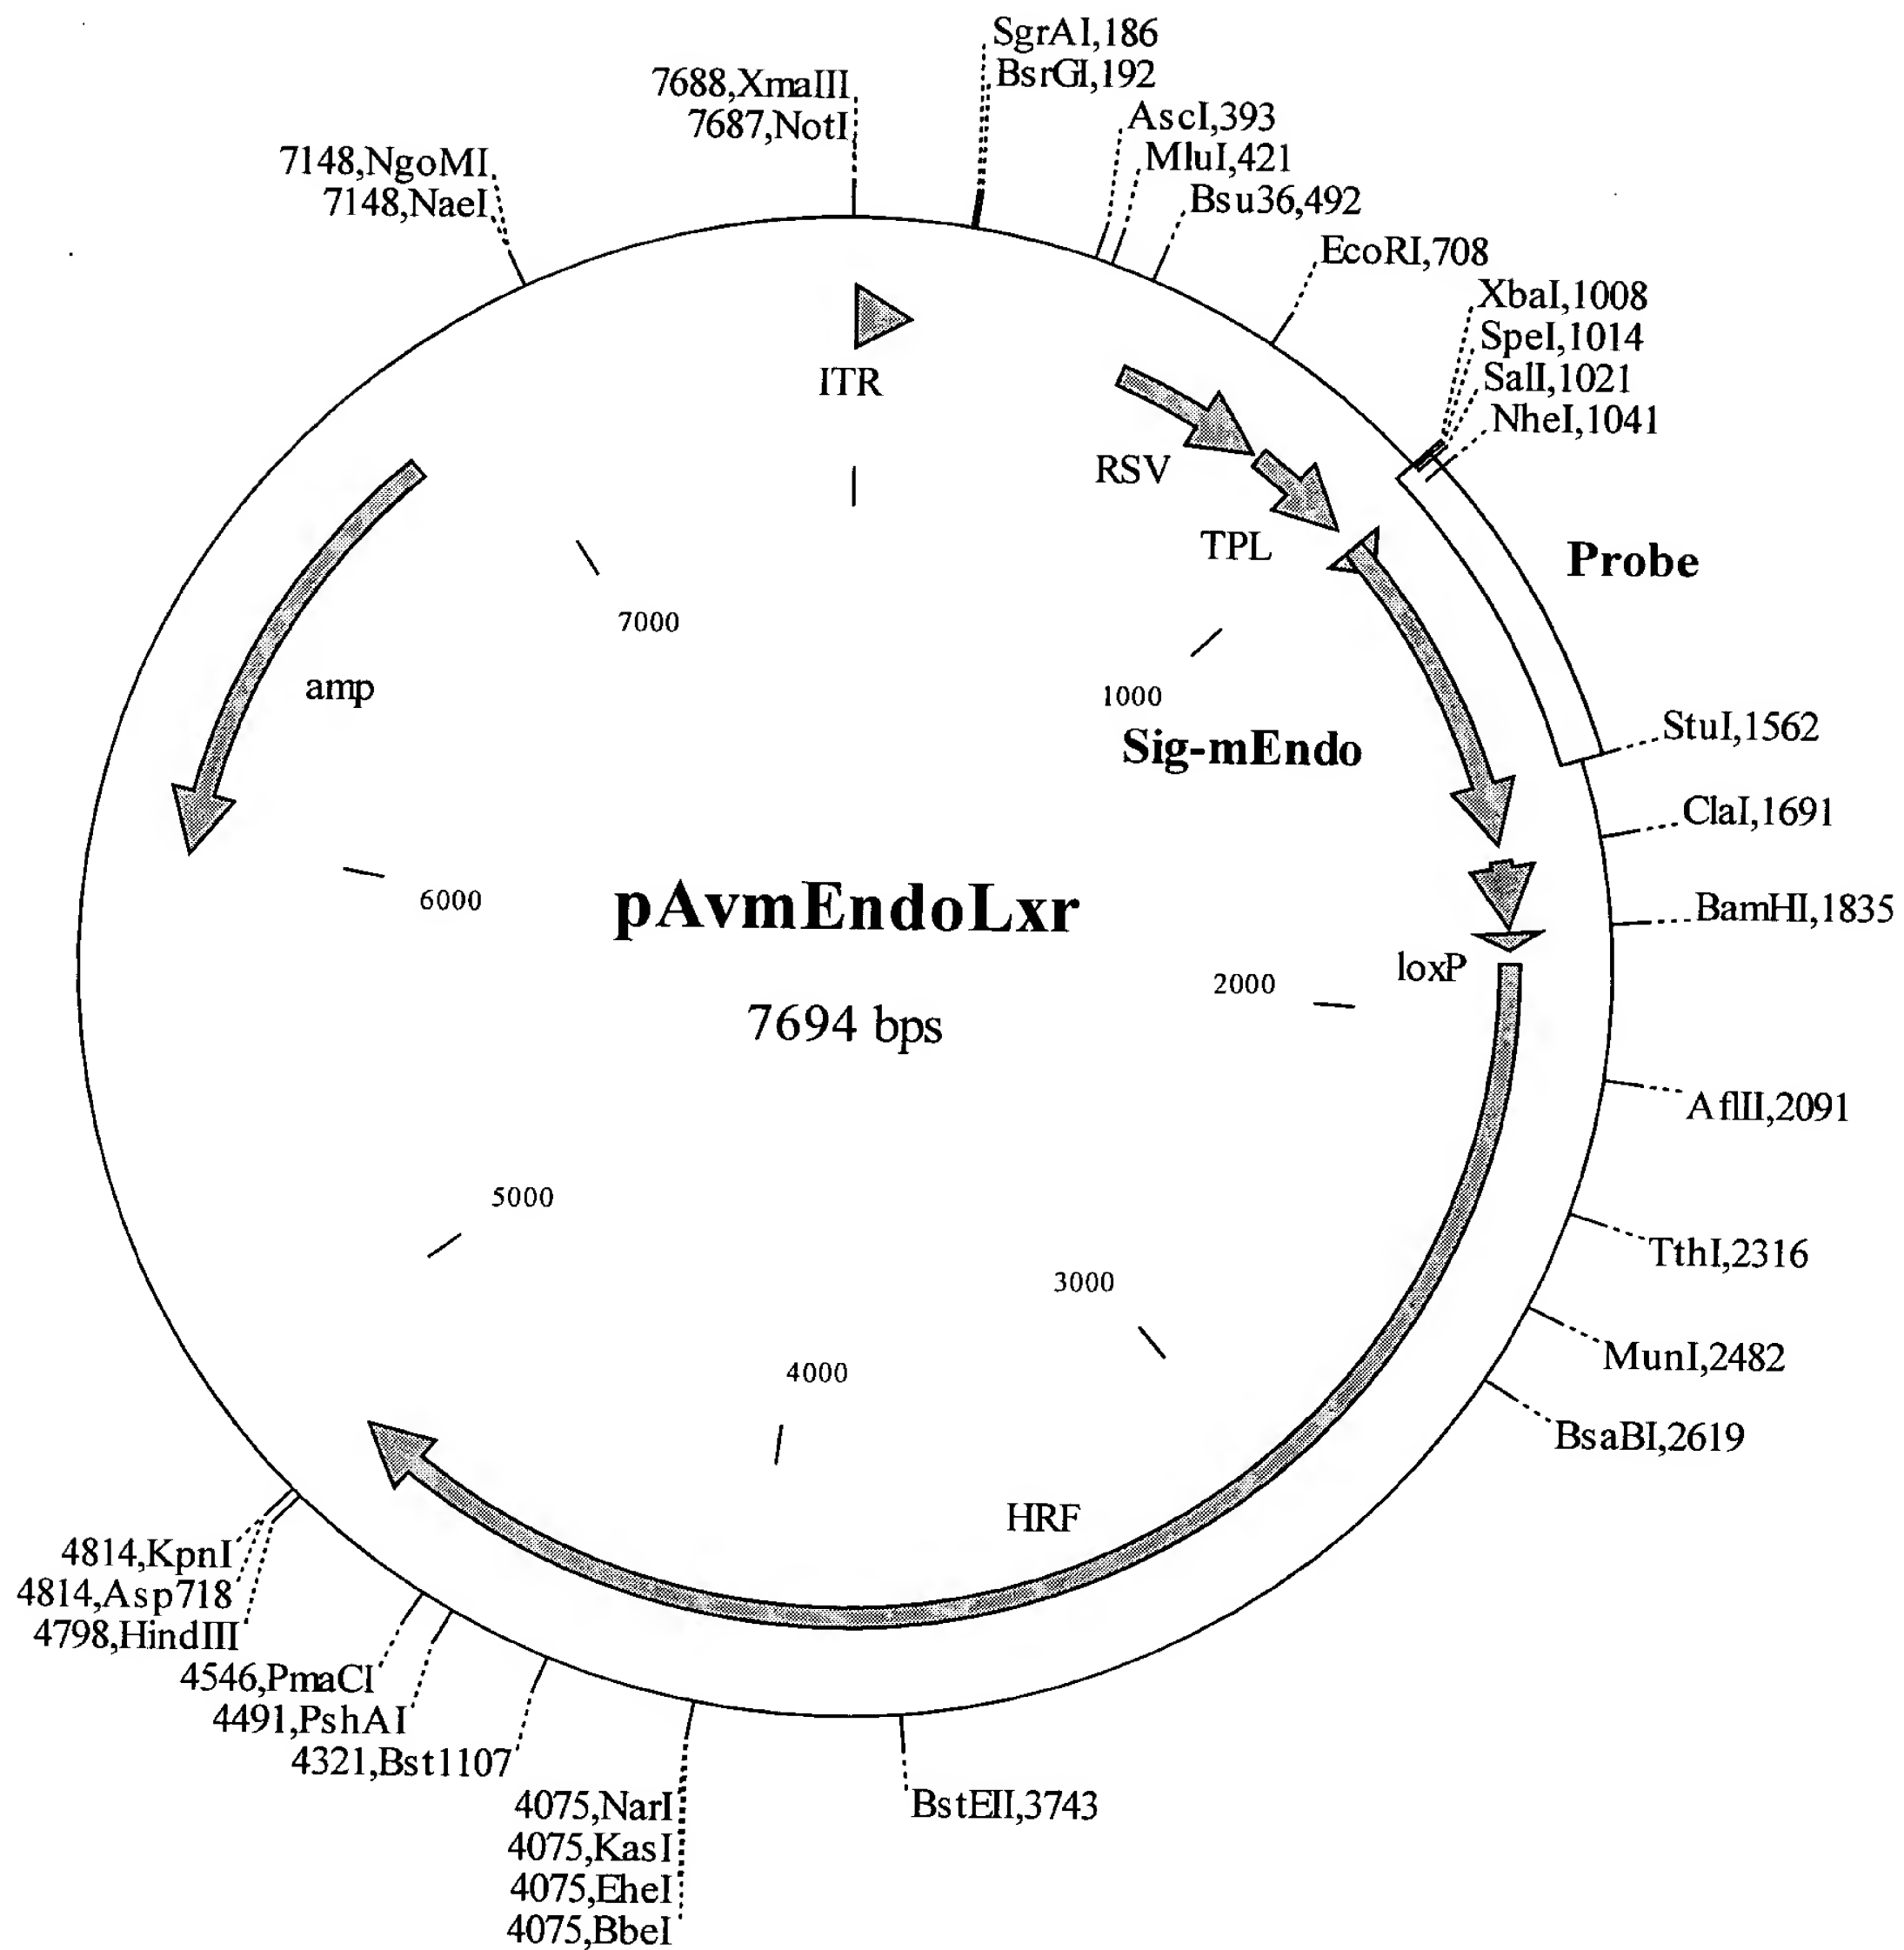 SgrAI,186
BsrGI,192
7688,XmaIII
7687,NotI
AscI,393
MluI,421
Bsu36,492
7148,NgoMI
7148,NaeI
EcoRI,708
XbaI,1008
SpeI,1014
SalI,1021
NheI,1041
ITR
RSV
TPL
Probe
7000
amp
1000
Sig-mEndo
StuI,1562
ClaI,1691
6000
pAvmEndoLxr
BamHI,1835
loxP
2000
7694 bps
AflII,2091
5000
TthI,2316
3000
MunI,2482
4000
BsaBI,2619
HRF
4814,KpnI
4814,Asp718
4798,HindIII
4546,PmaCI
4491,PshAI
4321,Bst1107
4075,NarI
4075,KasI
4075,EheI
4075,BbeI
BstEII,3743